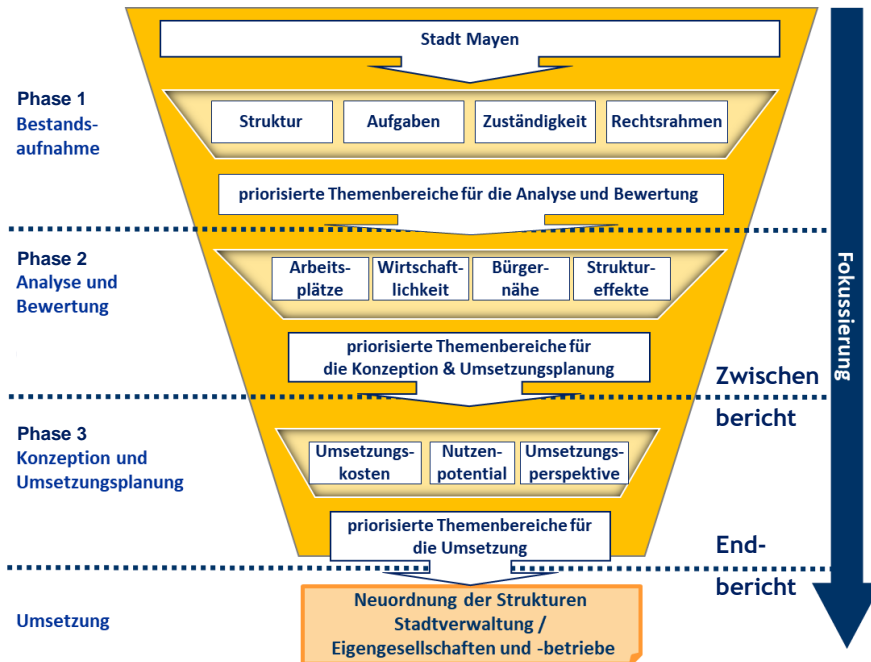 Stadt Mayen
Phase 1
Bestands-
aufnahme
Struktur
Aufgaben
Zuständigkeit
Rechtsrahmen
priorisierte Themenbereiche für die Analyse und Bewertung
Phase 2
Analyse und
Bewertung
Arbeits-
plätze
Wirtschaft-
lichkeit
Bürger-
nähe
Struktur-
effekte
priorisierte Themenbereiche für
die Konzeption & Umsetzungsplanung
Zwischen
bericht
Phase 3
Konzeption und
Umsetzungsplanung
Umsetzungs-
kosten
Nutzen-
potential
Umsetzungs-
perspektive
priorisierte Themenbereiche für
die Umsetzung
End-
bericht
Umsetzung
Neuordnung der Strukturen
Stadtverwaltung /
Eigengesellschaften und -betriebe
Fokussierung